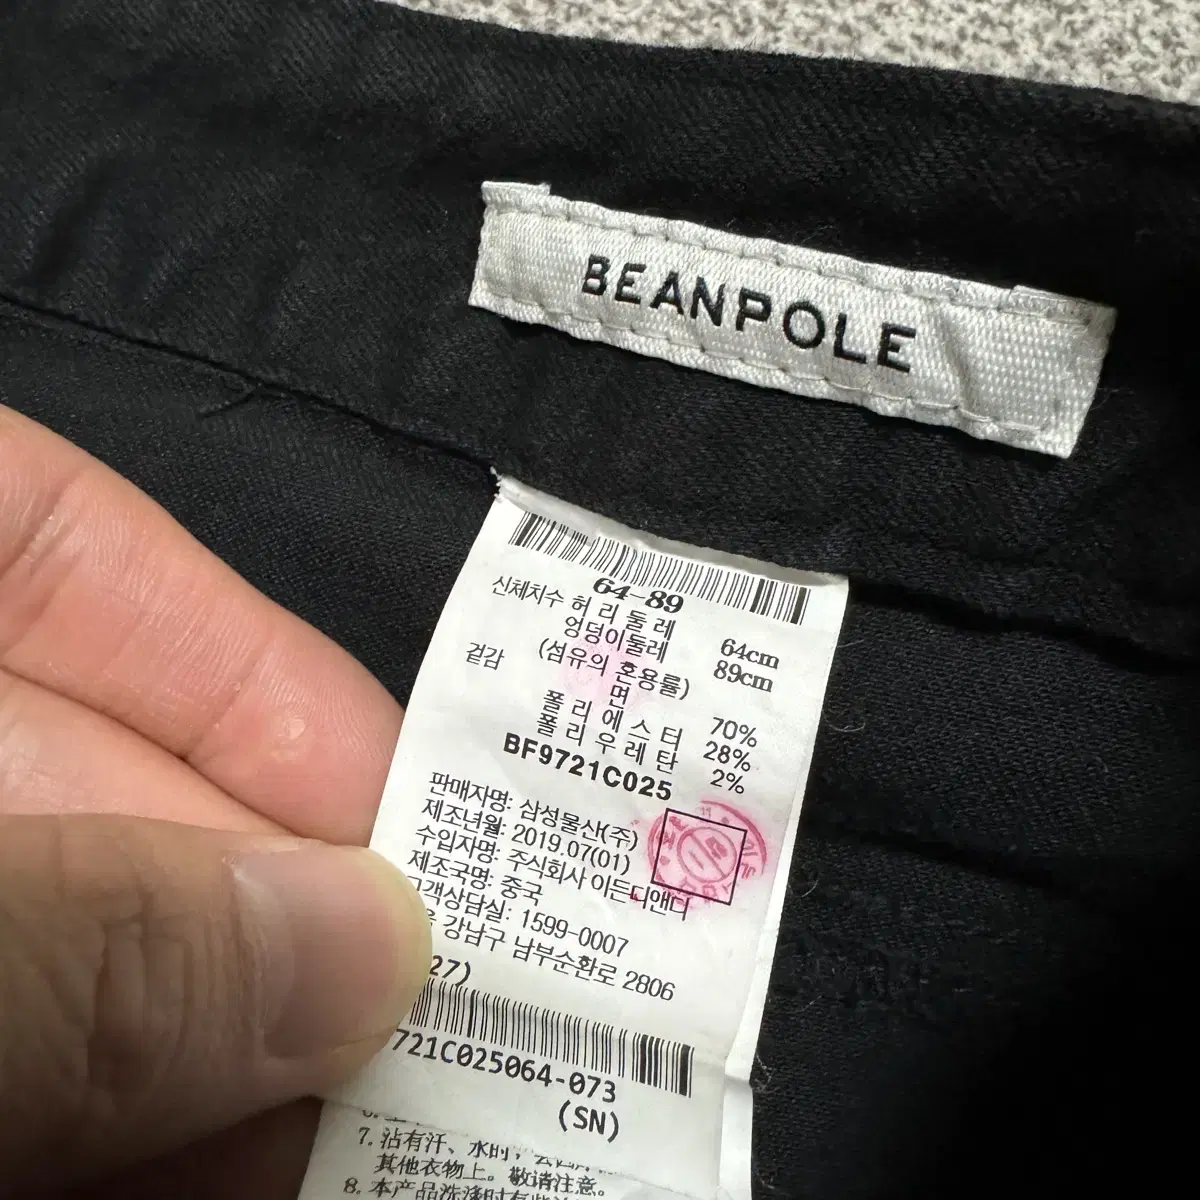 BEANPOLE
64-89
신체치수 허 리 둘 레 64cm
엉덩이둘레 89cm
겉감 (섬유의 혼용률)
면 70%
폴 리 에 스 터 28%
폴 리 우 레 탄 2%
BF9721C025
판매자명: 삼성물산(주)
제조년월: 2019.07(01)
수입자명: 주식회사 이든디앤디
제조국명: 중국
고객상담실: 1599-0007
강남구 남부순환로 2806
27)
721C025064-073
(SN)
7. 沾有汗、水时,
其他衣物上。敬请注意。
8. 本产品洗涤时有